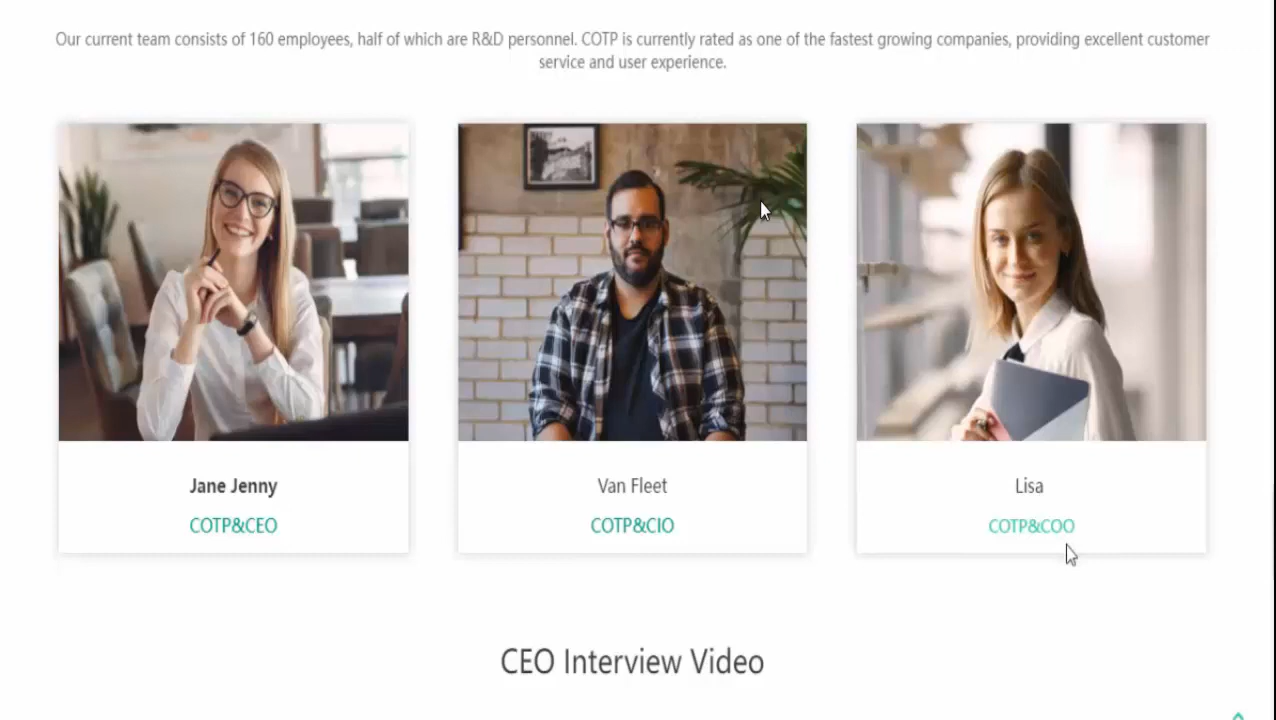 Our current team consists of 160 employees, half of which are R&D personnel. COTP is currently rated as one of the fastest growing companies, providing excellent customer
service and user experience.
Jane Jenny
COTP&CEO
Van Fleet
COTP&CIO
Lisa
COTP&COO
CEO Interview Video